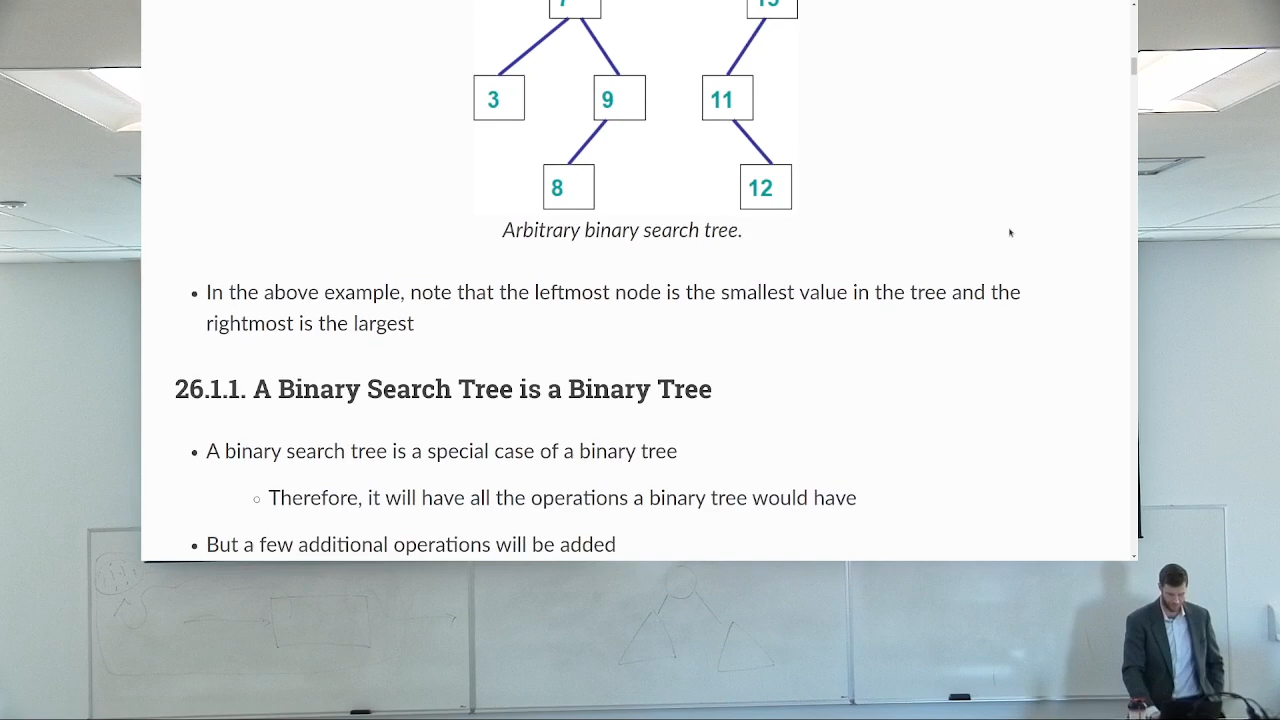 7 15
3 9 11
8 12
Arbitrary binary search tree.
• In the above example, note that the leftmost node is the smallest value in the tree and the
rightmost is the largest
26.1.1. A Binary Search Tree is a Binary Tree
• A binary search tree is a special case of a binary tree
◦ Therefore, it will have all the operations a binary tree would have
• But a few additional operations will be added